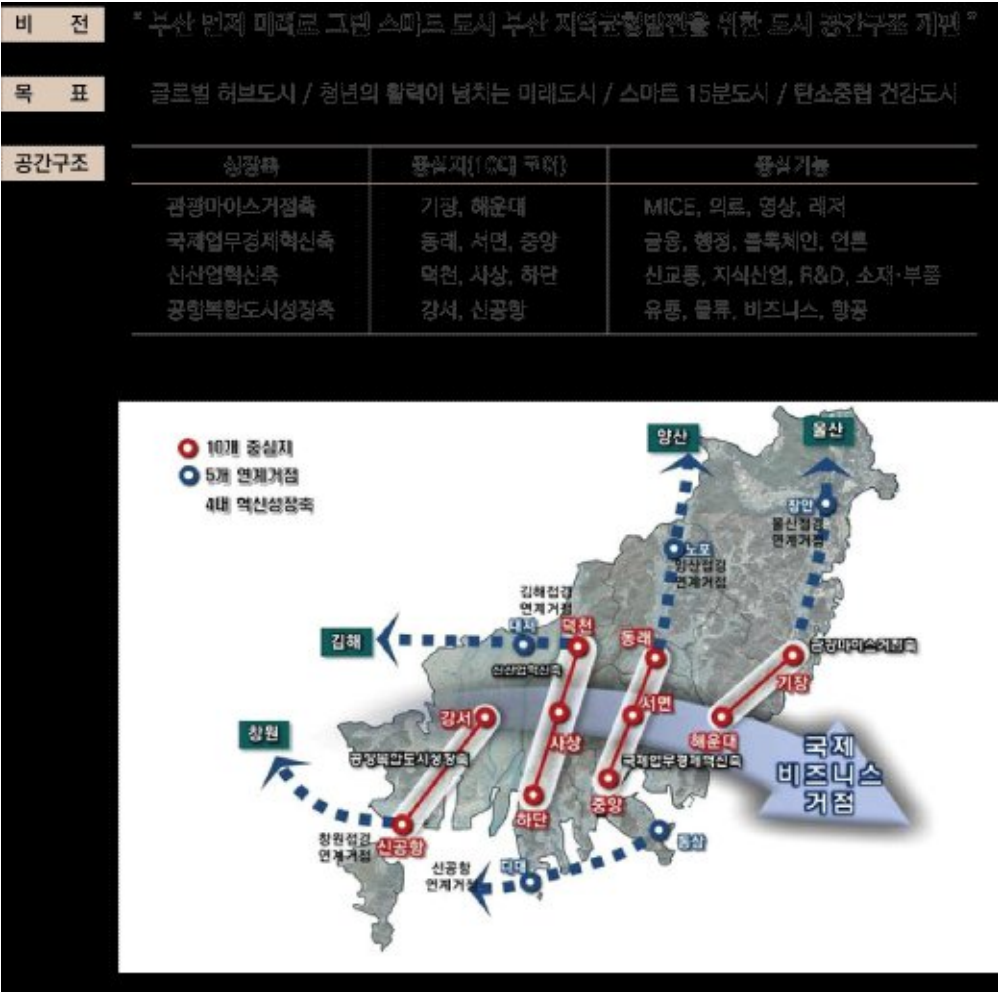 비 전
“ 부산 먼저 미래로 그린 스마트 도시 부산 지역균형발전을 위한 도시 공간구조 개편 ”
목 표
글로벌 허브도시 / 청년의 활력이 넘치는 미래도시 / 스마트 15분도시 / 탄소중립 건강도시
공간구조
성장축 중심지(10대 코어) 중심기능
관광마이스거점축 기장, 해운대 MICE, 의료, 영상, 레저
국제업무경제혁신축 동래, 서면, 중앙 금융, 행정, 블록체인, 언론
신산업혁신축 덕천, 사상, 하단 신교통, 지식산업, R&D, 소재·부품
공항복합도시성장축 강서, 신공항 유통, 물류, 비즈니스, 항공
10개 중심지
5개 연계거점
4대 혁신성장축
양산
울산
장안
울산접경
연계거점
노포
양산접경
연계거점
김해접경
연계거점
대저
덕천
동래
김해
신산업혁신축
관광마이스거점축
기장
서면
강서
창원
사상
해운대
공항복합도시성장축
국제업무경제혁신축
국제
비즈니스
거점
하단
중앙
창원접경
연계거점
신공항
동삼
신공항
연계거점
다대